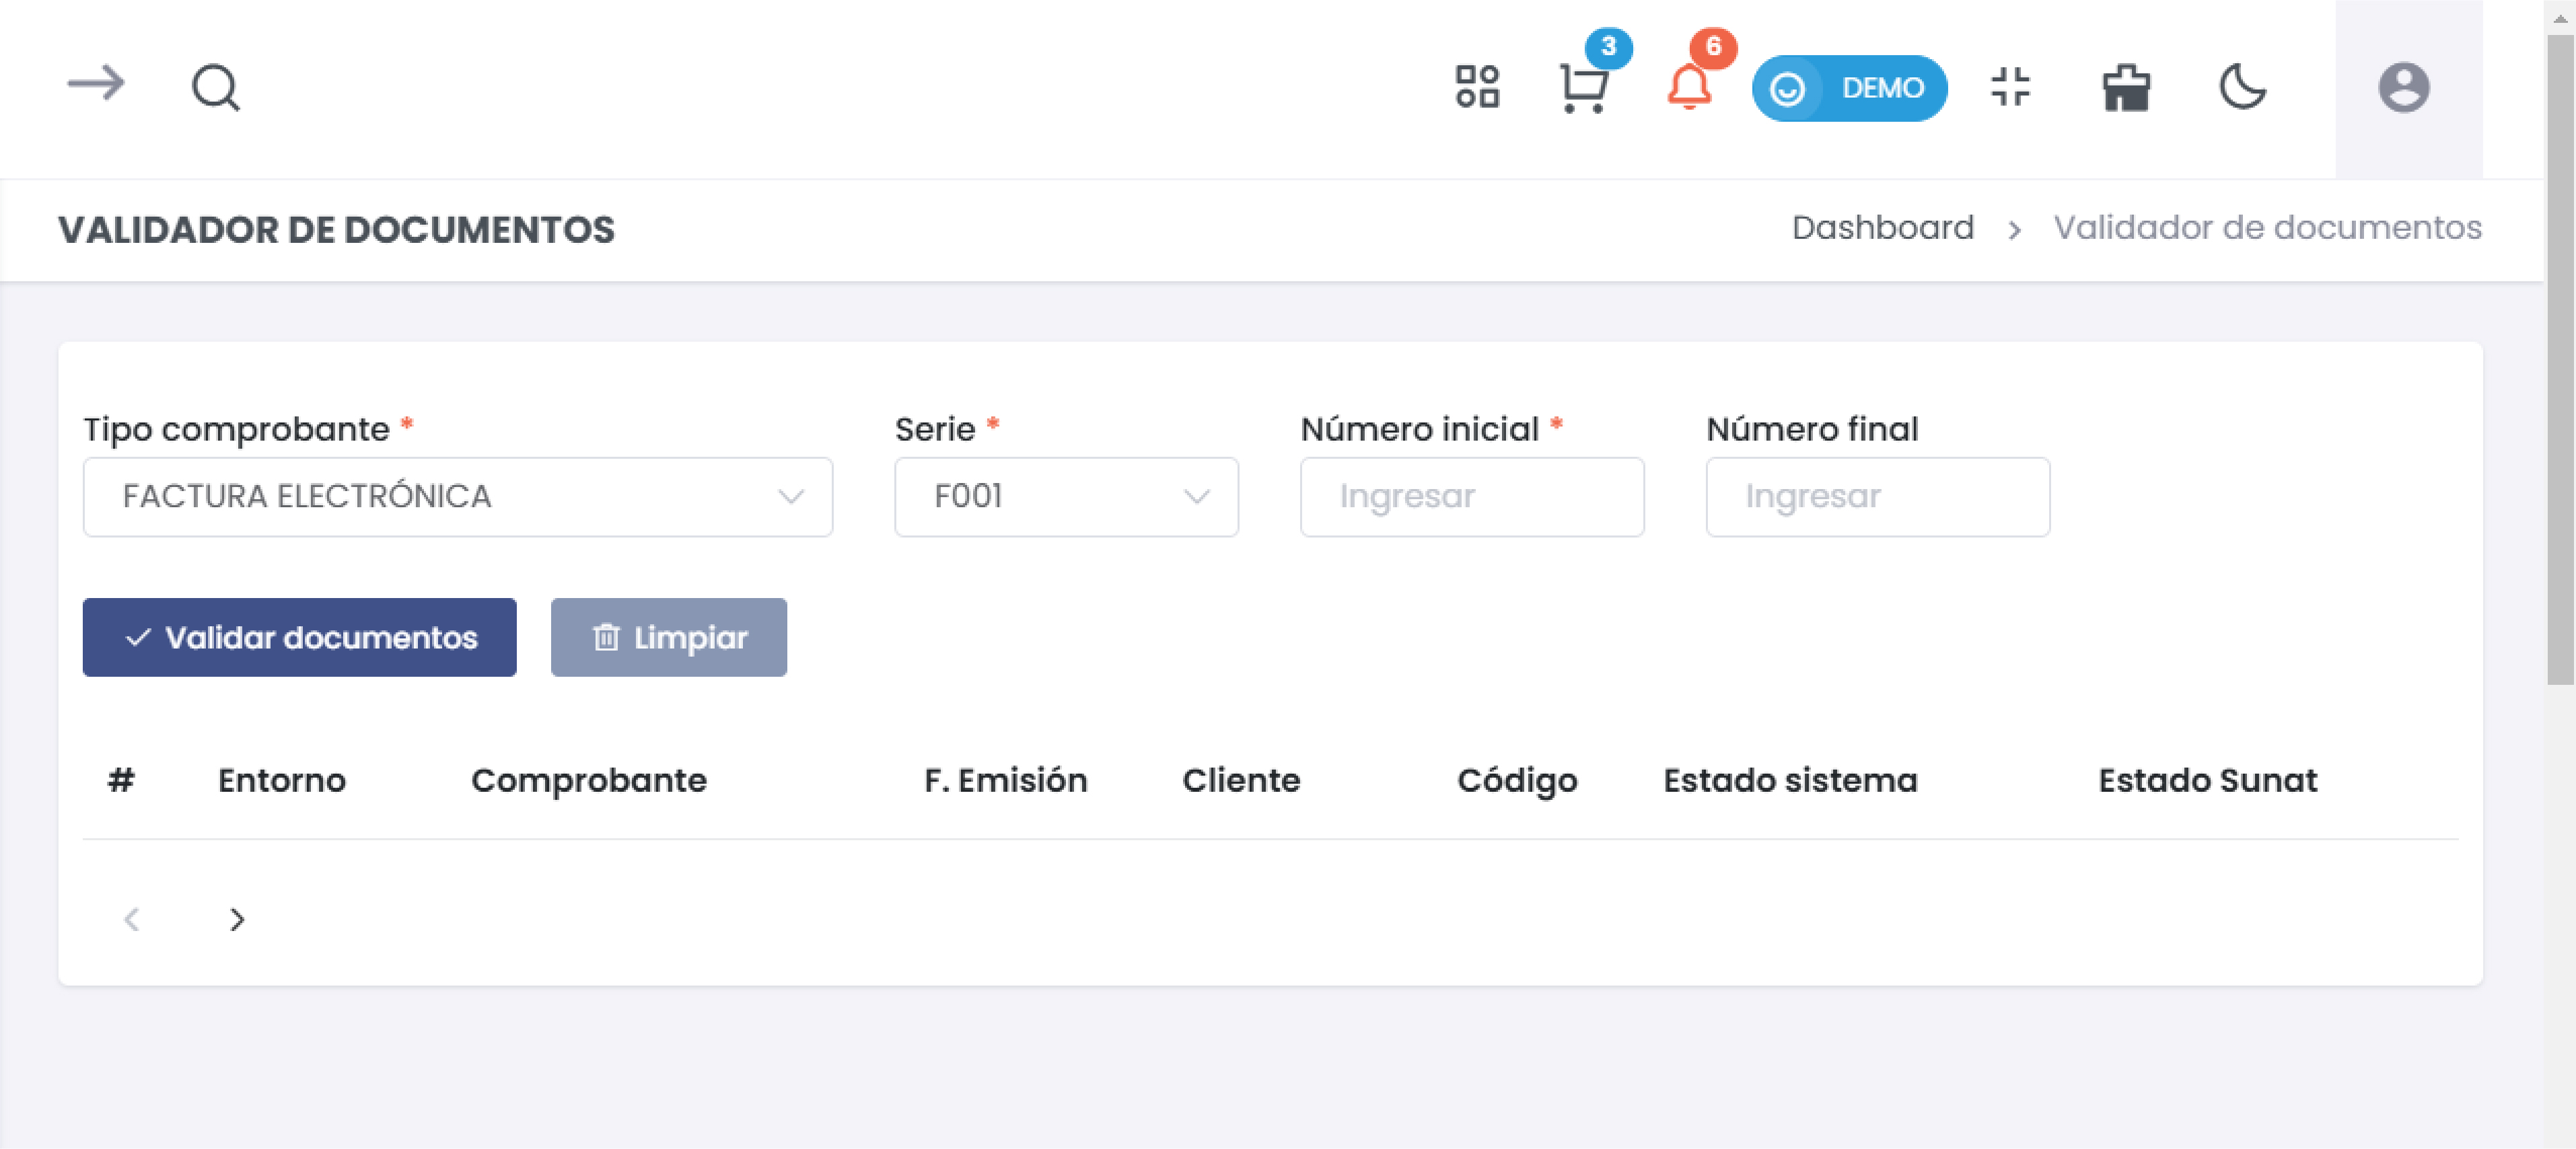 3
6
DEMO
VALIDADOR DE DOCUMENTOS
Dashboard > Validador de documentos
Tipo comprobante * Serie * Número inicial * Número final
FACTURA ELECTRÓNICA F001 Ingresar Ingresar
Validar documentos Limpiar
# Entorno Comprobante F. Emisión Cliente Código Estado sistema Estado Sunat